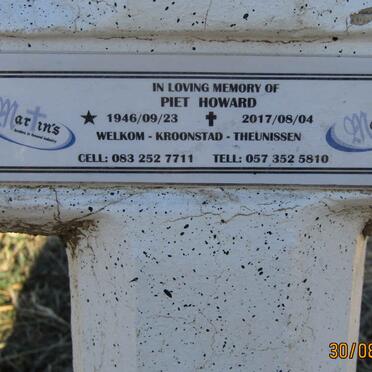 IN LOVING MEMORY OF
PIET HOWARD
★ 1946/09/23 ✝ 2017/08/04
WELKOM - KROONSTAD - THEUNISSEN
CELL: 083 252 7711 TELL: 057 352 5810
Martin's
M
30/08